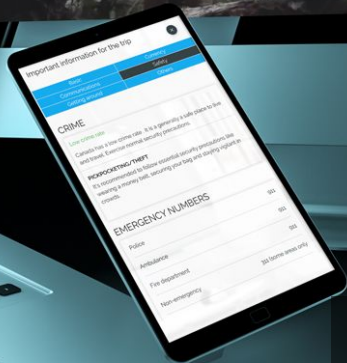 Important information for the trip
Basic
Currency
Communications
Safety
Getting around
Others
CRIME
Low crime rate
Canada has a low crime rate. It is a generally a safe place to live
and travel. Exercise normal security precautions.
PICKPOCKETING/THEFT
It's recommended to follow essential security precautions like
wearing a money belt, securing your bag and staying vigilant in
crowds.
EMERGENCY NUMBERS
Police
Ambulance
Fire department
Non-emergency
(some areas only